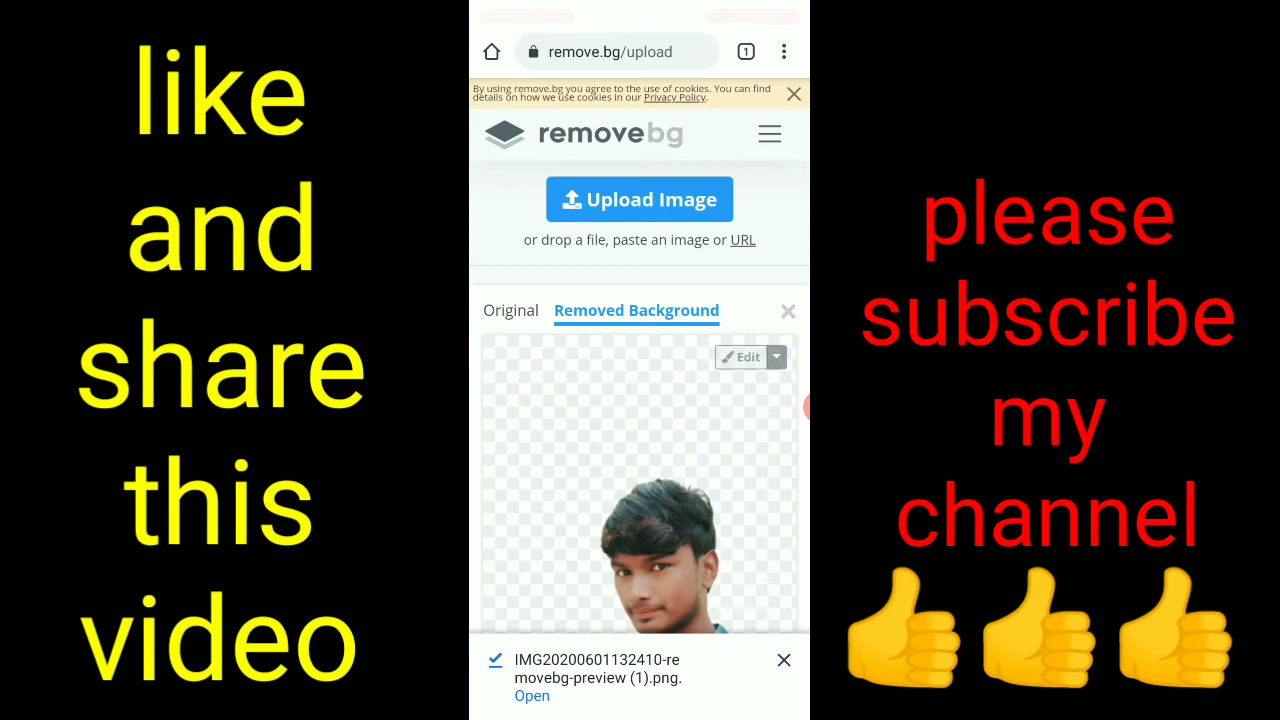 like
and
share
this
video
remove.bg/upload
1
By using remove.bg you agree to the use of cookies. You can find
details on how we use cookies in our Privacy Policy.
removebg
Upload Image
or drop a file, paste an image or URL
Original Removed Background
Edit
IMG20200601132410-re
movebg-preview (1).png.
Open
please
subscribe
my
channel